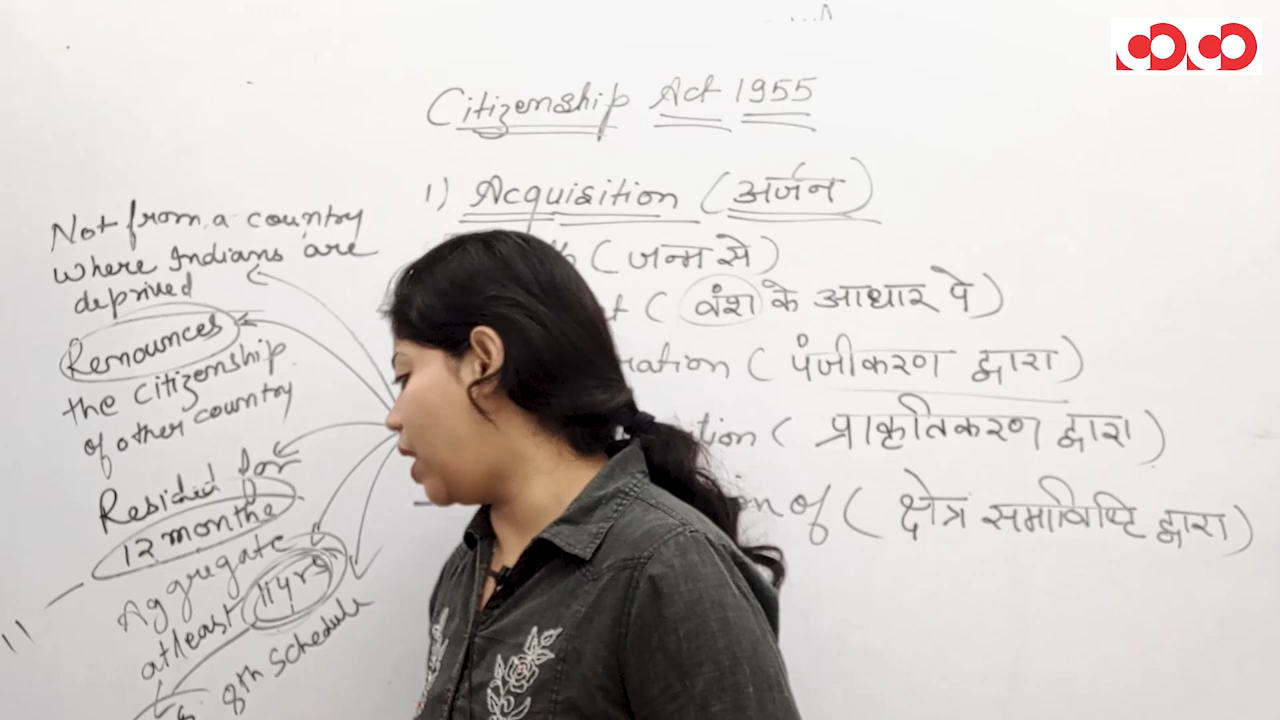 Citizenship Act 1955
1) Acquisition (अर्जन)
(जन्म से)
(वंश के आधार पे)
ration (पंजीकरण द्वारा)
tion (प्राकृतिकरण द्वारा)
on of (क्षेत्र समाविष्टि द्वारा)
Not from a country
where Indians are
deprived
Renounces
the citizenship
of other country
Resided for
12 months
Aggregate
atleast 11 yrs
8th schedule